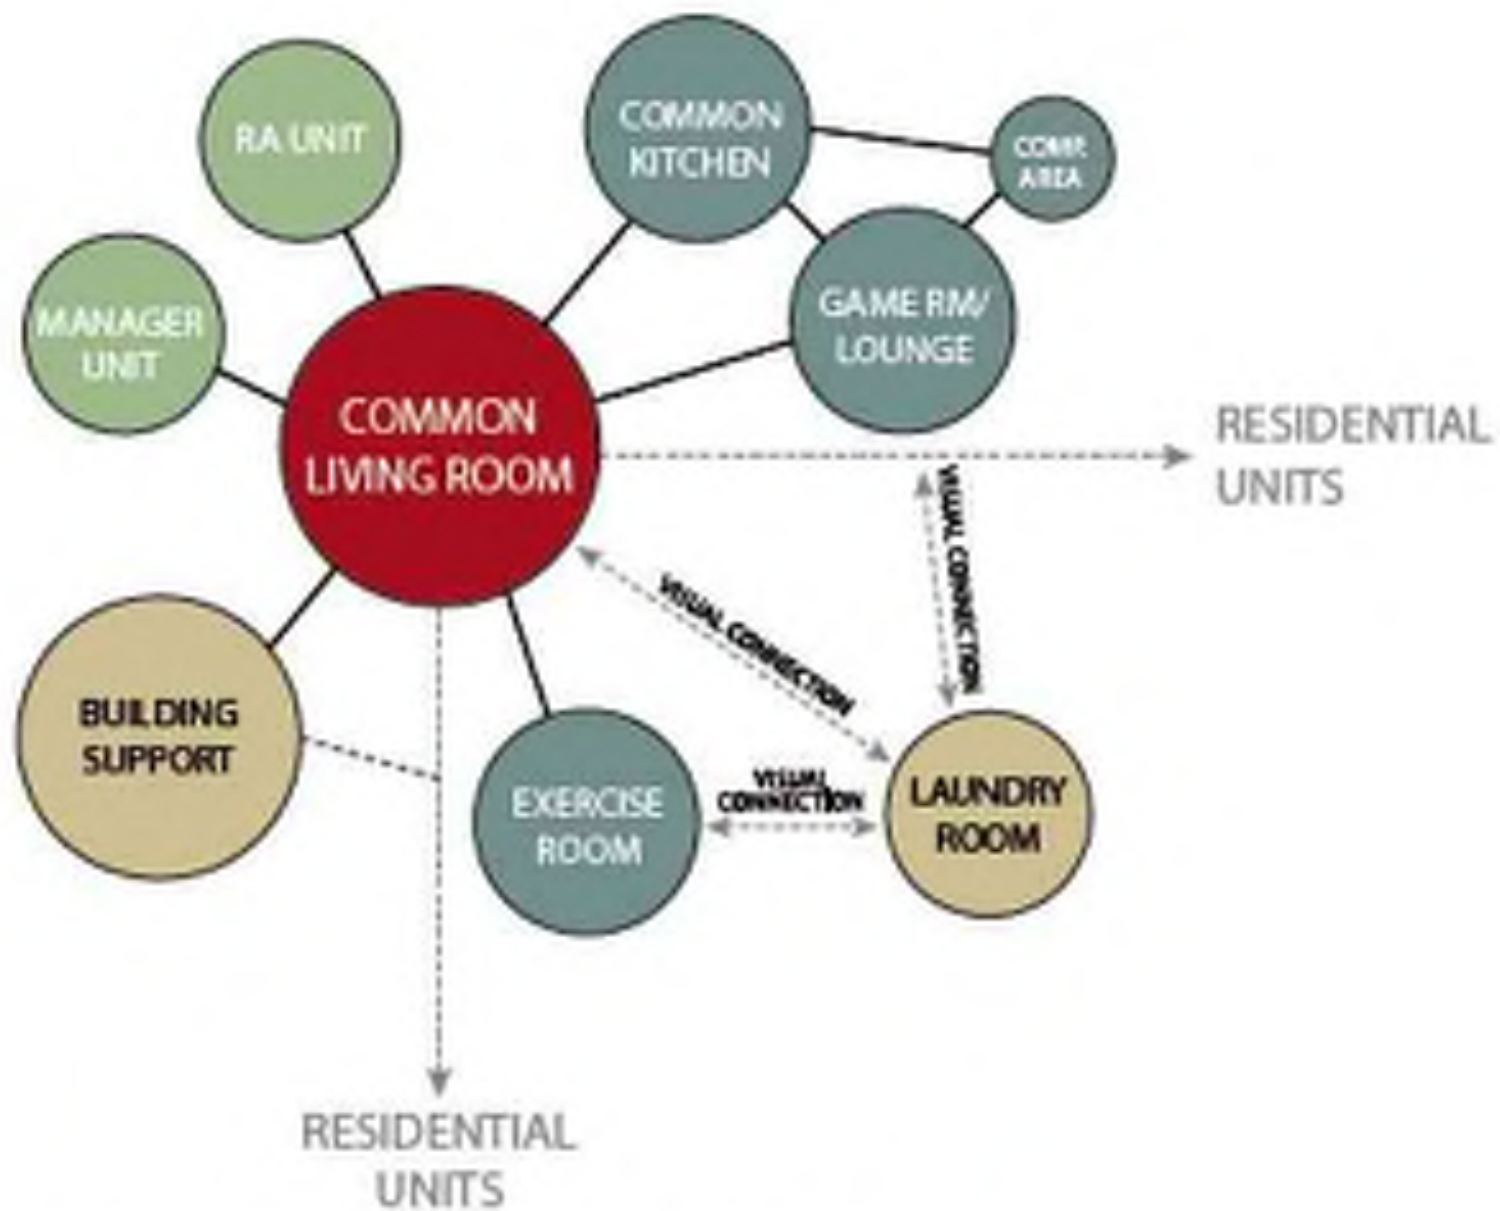 RA UNIT
COMMON
KITCHEN
COMP.
AREA
MANAGER
UNIT
GAME RM/
LOUNGE
COMMON
LIVING ROOM
RESIDENTIAL
UNITS
VISUAL CONNECTION
VISUAL CONNECTION
BUILDING
SUPPORT
EXERCISE
ROOM
VISUAL
CONNECTION
LAUNDRY
ROOM
RESIDENTIAL
UNITS